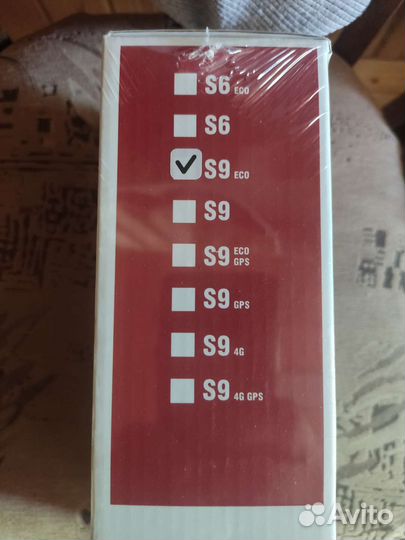 S6 ECO
S6
S9 ECO
S9
S9 ECO GPS
S9 GPS
S9 4G
S9 4G GPS
Avito